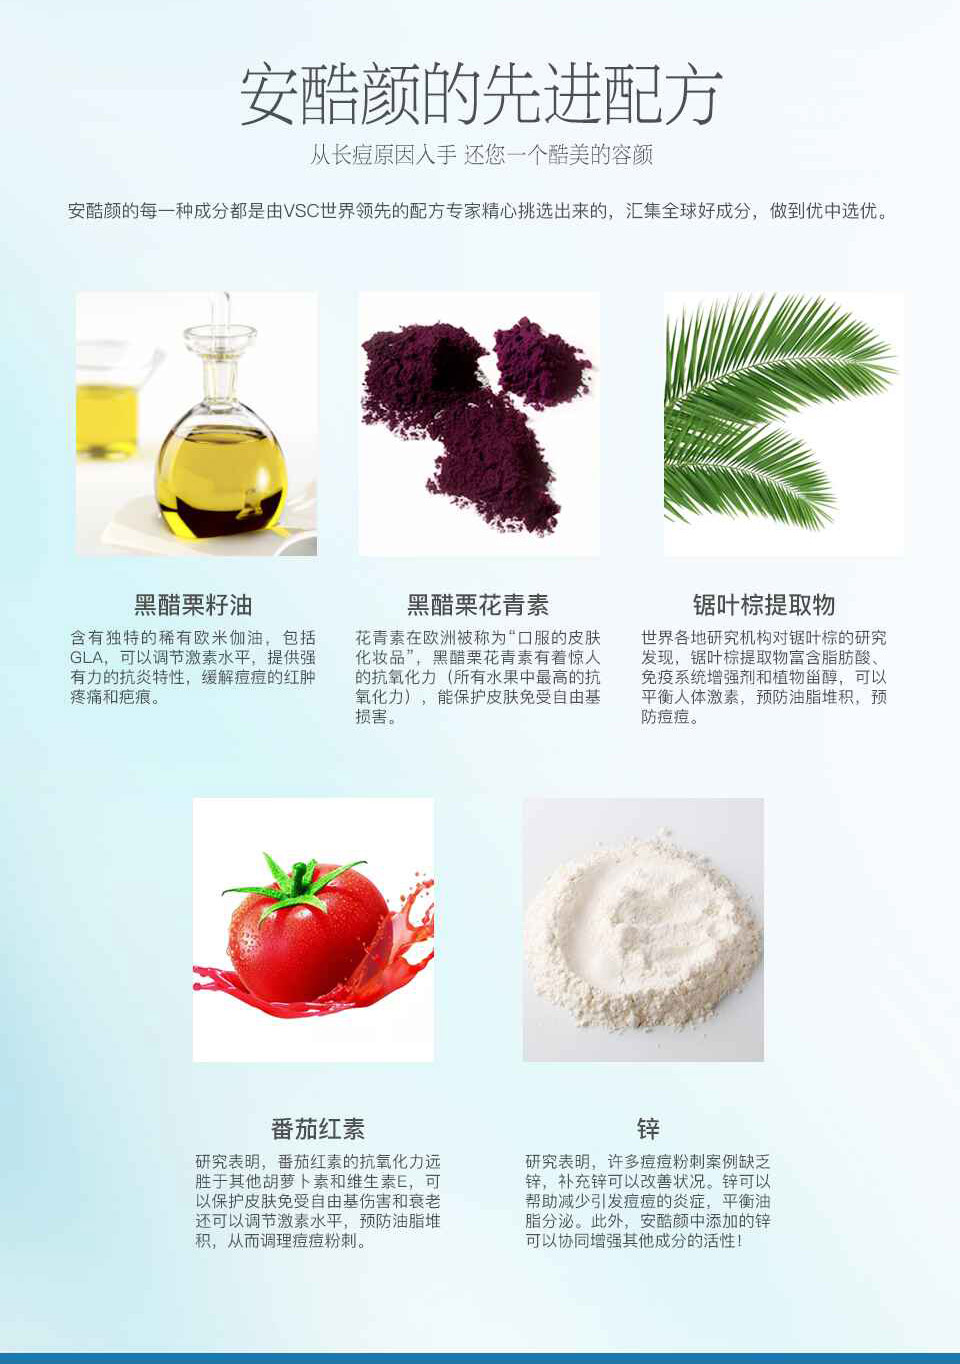 安酷颜的先进配方
从长痘原因入手 还您一个酷美的容颜
安酷颜的每一种成分都是由VSC世界领先的配方专家精心挑选出来的，汇集全球好成分，做到优中选优。
黑醋栗籽油
含有独特的稀有欧米伽油，包括
GLA，可以调节激素水平，提供强
有力的抗炎特性，缓解痘痘的红肿
疼痛和疤痕。
黑醋栗花青素
花青素在欧洲被称为“口服的皮肤
化妆品”，黑醋栗花青素有着惊人
的抗氧化力（所有水果中最高的抗
氧化力），能保护皮肤免受自由基
损害。
锯叶棕提取物
世界各地研究机构对锯叶棕的研究
发现，锯叶棕提取物富含脂肪酸、
免疫系统增强剂和植物甾醇，可以
平衡人体激素，预防油脂堆积，预
防痘痘。
番茄红素
研究表明，番茄红素的抗氧化力远
胜于其他胡萝卜素和维生素E，可
以保护皮肤免受自由基伤害和衰老
还可以调节激素水平，预防油脂堆
积，从而调理痘痘粉刺。
锌
研究表明，许多痘痘粉刺案例缺乏
锌，补充锌可以改善状况。锌可以
帮助减少引发痘痘的炎症，平衡油
脂分泌。此外，安酷颜中添加的锌
可以协同增强其他成分的活性！